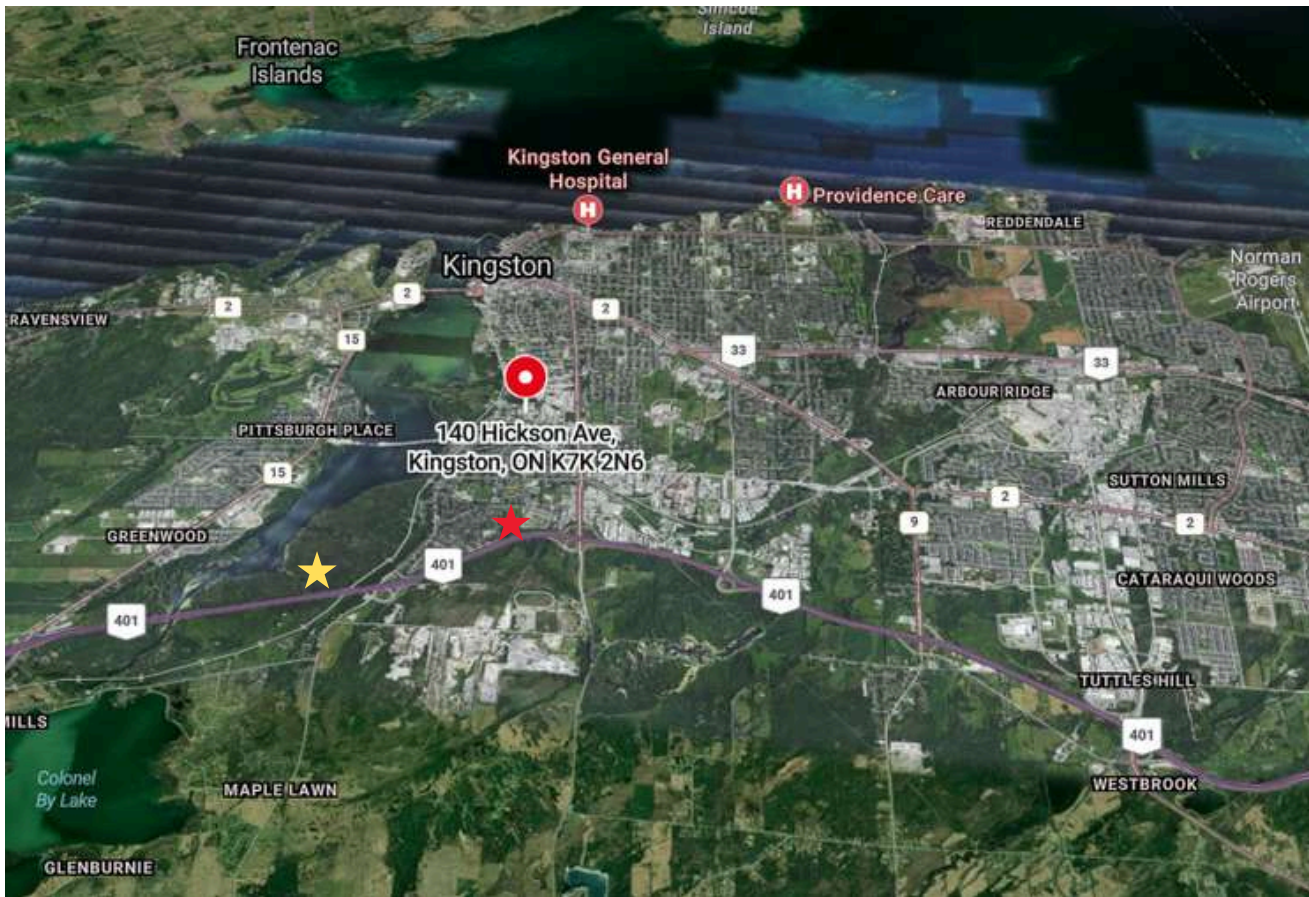 Simcoe
Island
Frontenac
Islands
Kingston General
Hospital
H
H
Providence Care
REDDENDALE
Kingston
Norman
Rogers
Airport
2
2
2
RAVENSVIEW
15
33
33
ARBOUR RIDGE
PITTSBURGH PLACE
140 Hickson Ave,
Kingston, ON K7K 2N6
15
SUTTON MILLS
2
2
9
GREENWOOD
401
CATARAQUI WOODS
401
401
TUTTLES HILL
MILLS
401
Colonel
By Lake
MAPLE LAWN
WESTBROOK
GLENBURNIE